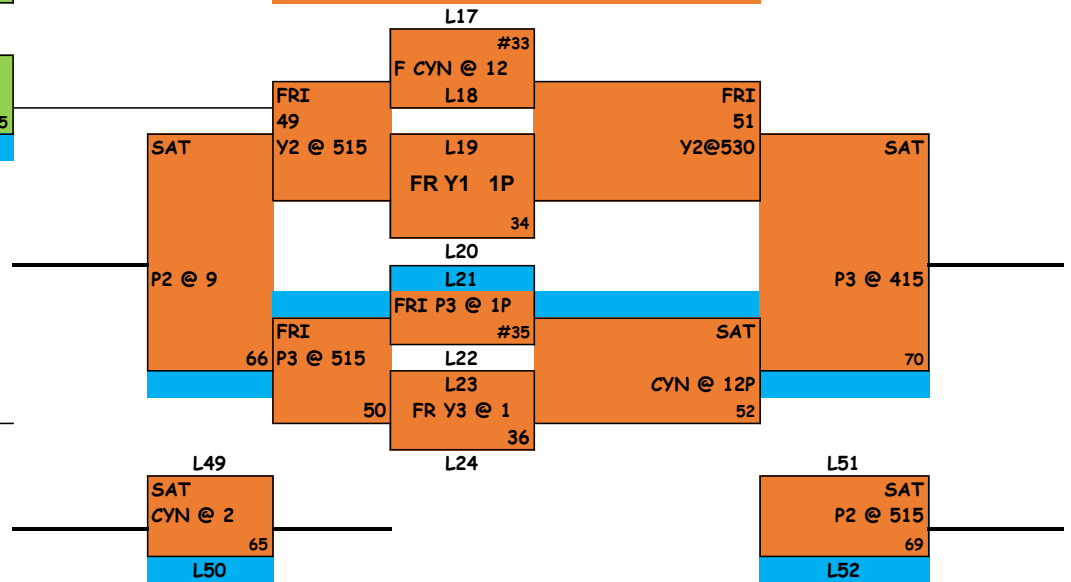 L17
#33
F CYN @ 12
L18
FRI
49
Y2 @ 515
FRI
51
Y2@530
5
SAT
L19
FR Y1 1P
34
SAT
L20
L21
P2 @ 9
P3 @ 415
FRI P3 @ 1P
#35
FRI
66 P3 @ 515
50
L22
L23
FR Y3 @ 1
36
L24
SAT
CYN @ 12P
52
70
L49
SAT
CYN @ 2
65
L50
L51
SAT
P2 @ 515
69
L52